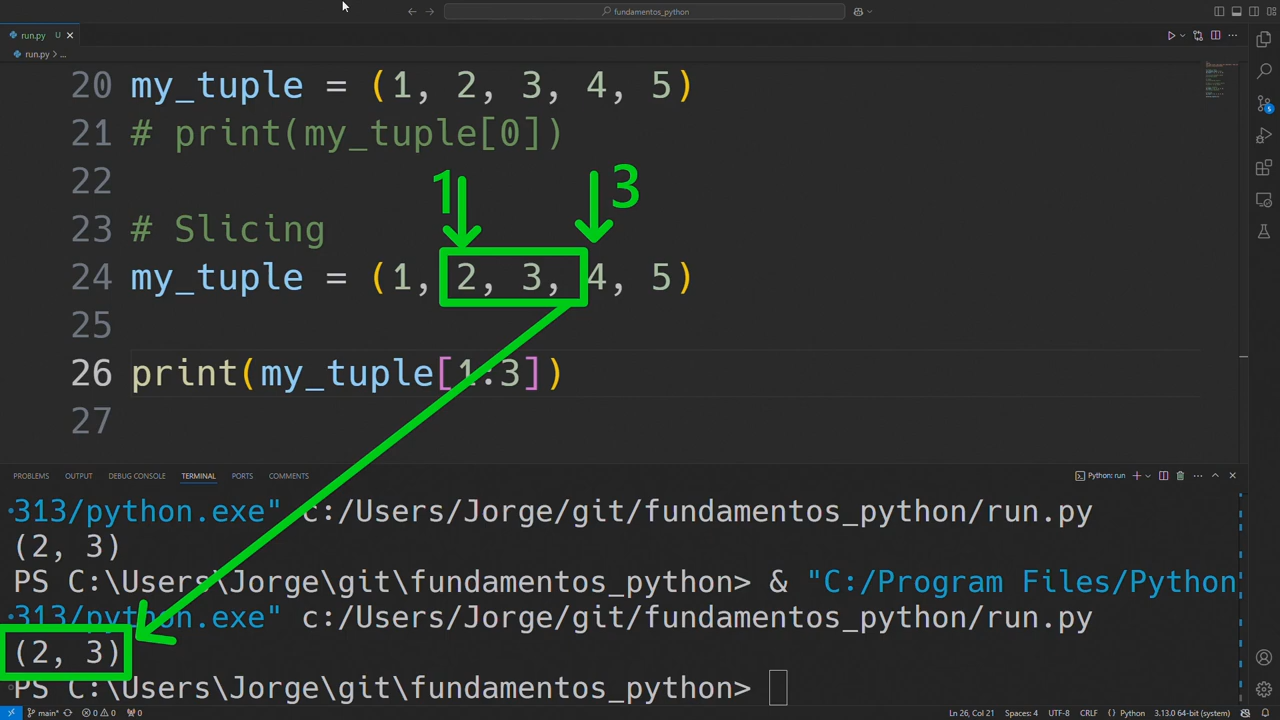 fundamentos_python
run.py U
run.py > ...
20 my_tuple = (1, 2, 3, 4, 5)
21 # print(my_tuple[0])
22
1 3
23 # Slicing
24 my_tuple = (1, 2, 3, 4, 5)
25
26 print(my_tuple[1:3])
27
PROBLEMS OUTPUT DEBUG CONSOLE TERMINAL PORTS COMMENTS Python: run
313/python.exe" c:/Users/Jorge/git/fundamentos_python/run.py
(2, 3)
PS C:\Users\Jorge\git\fundamentos_python> & "C:/Program Files/Python
313/python.exe" c:/Users/Jorge/git/fundamentos_python/run.py
(2, 3)
PS C:\Users\Jorge\git\fundamentos_python>
main* 0 0 0 Ln 26, Col 21 Spaces: 4 UTF-8 CRLF {} Python 3.13.0 64-bit (system)
5